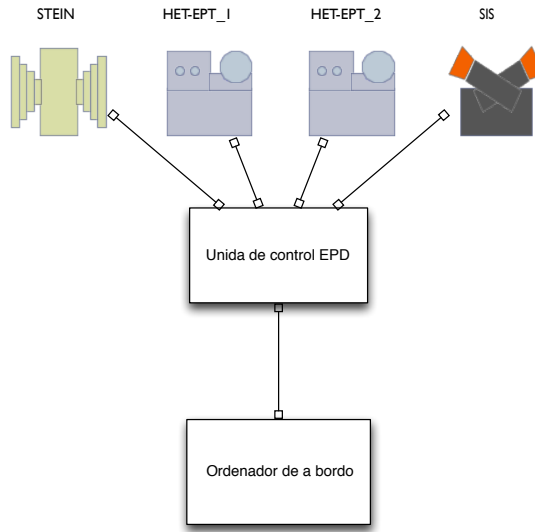 STEIN
HET-EPT_1
HET-EPT_2
SIS
Unida de control EPD
Ordenador de a bordo